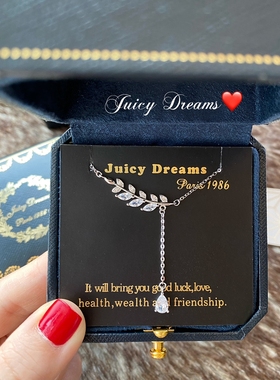 Juicy Dreams❤️
Juicy Dreams
Paris 1986
It will bring you good luck,love,
health,wealth and friendship.